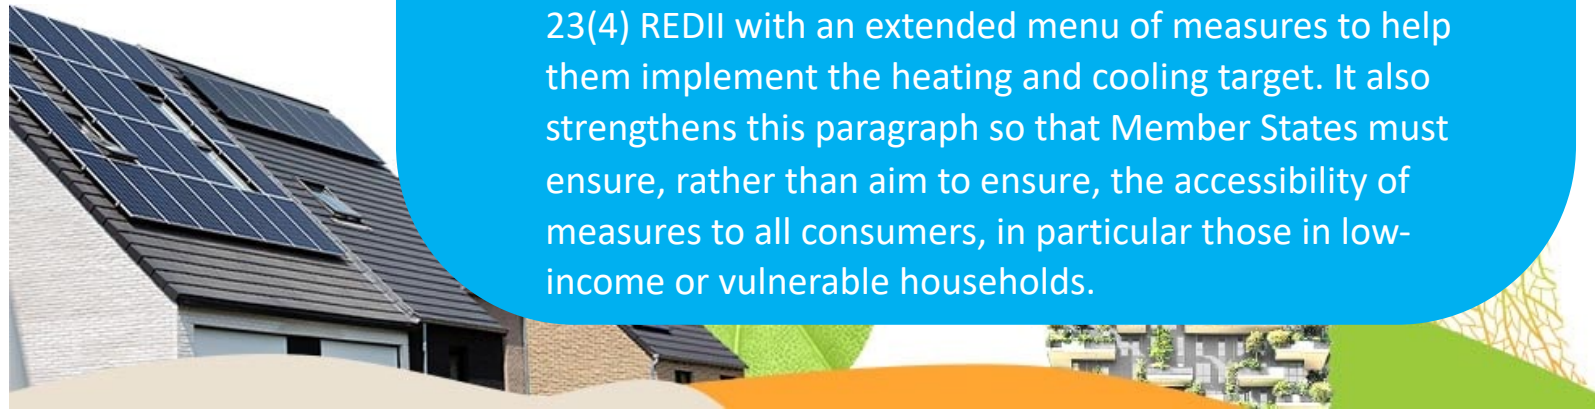 23(4) REDII with an extended menu of measures to help
them implement the heating and cooling target. It also
strengthens this paragraph so that Member States must
ensure, rather than aim to ensure, the accessibility of
measures to all consumers, in particular those in low-
income or vulnerable households.